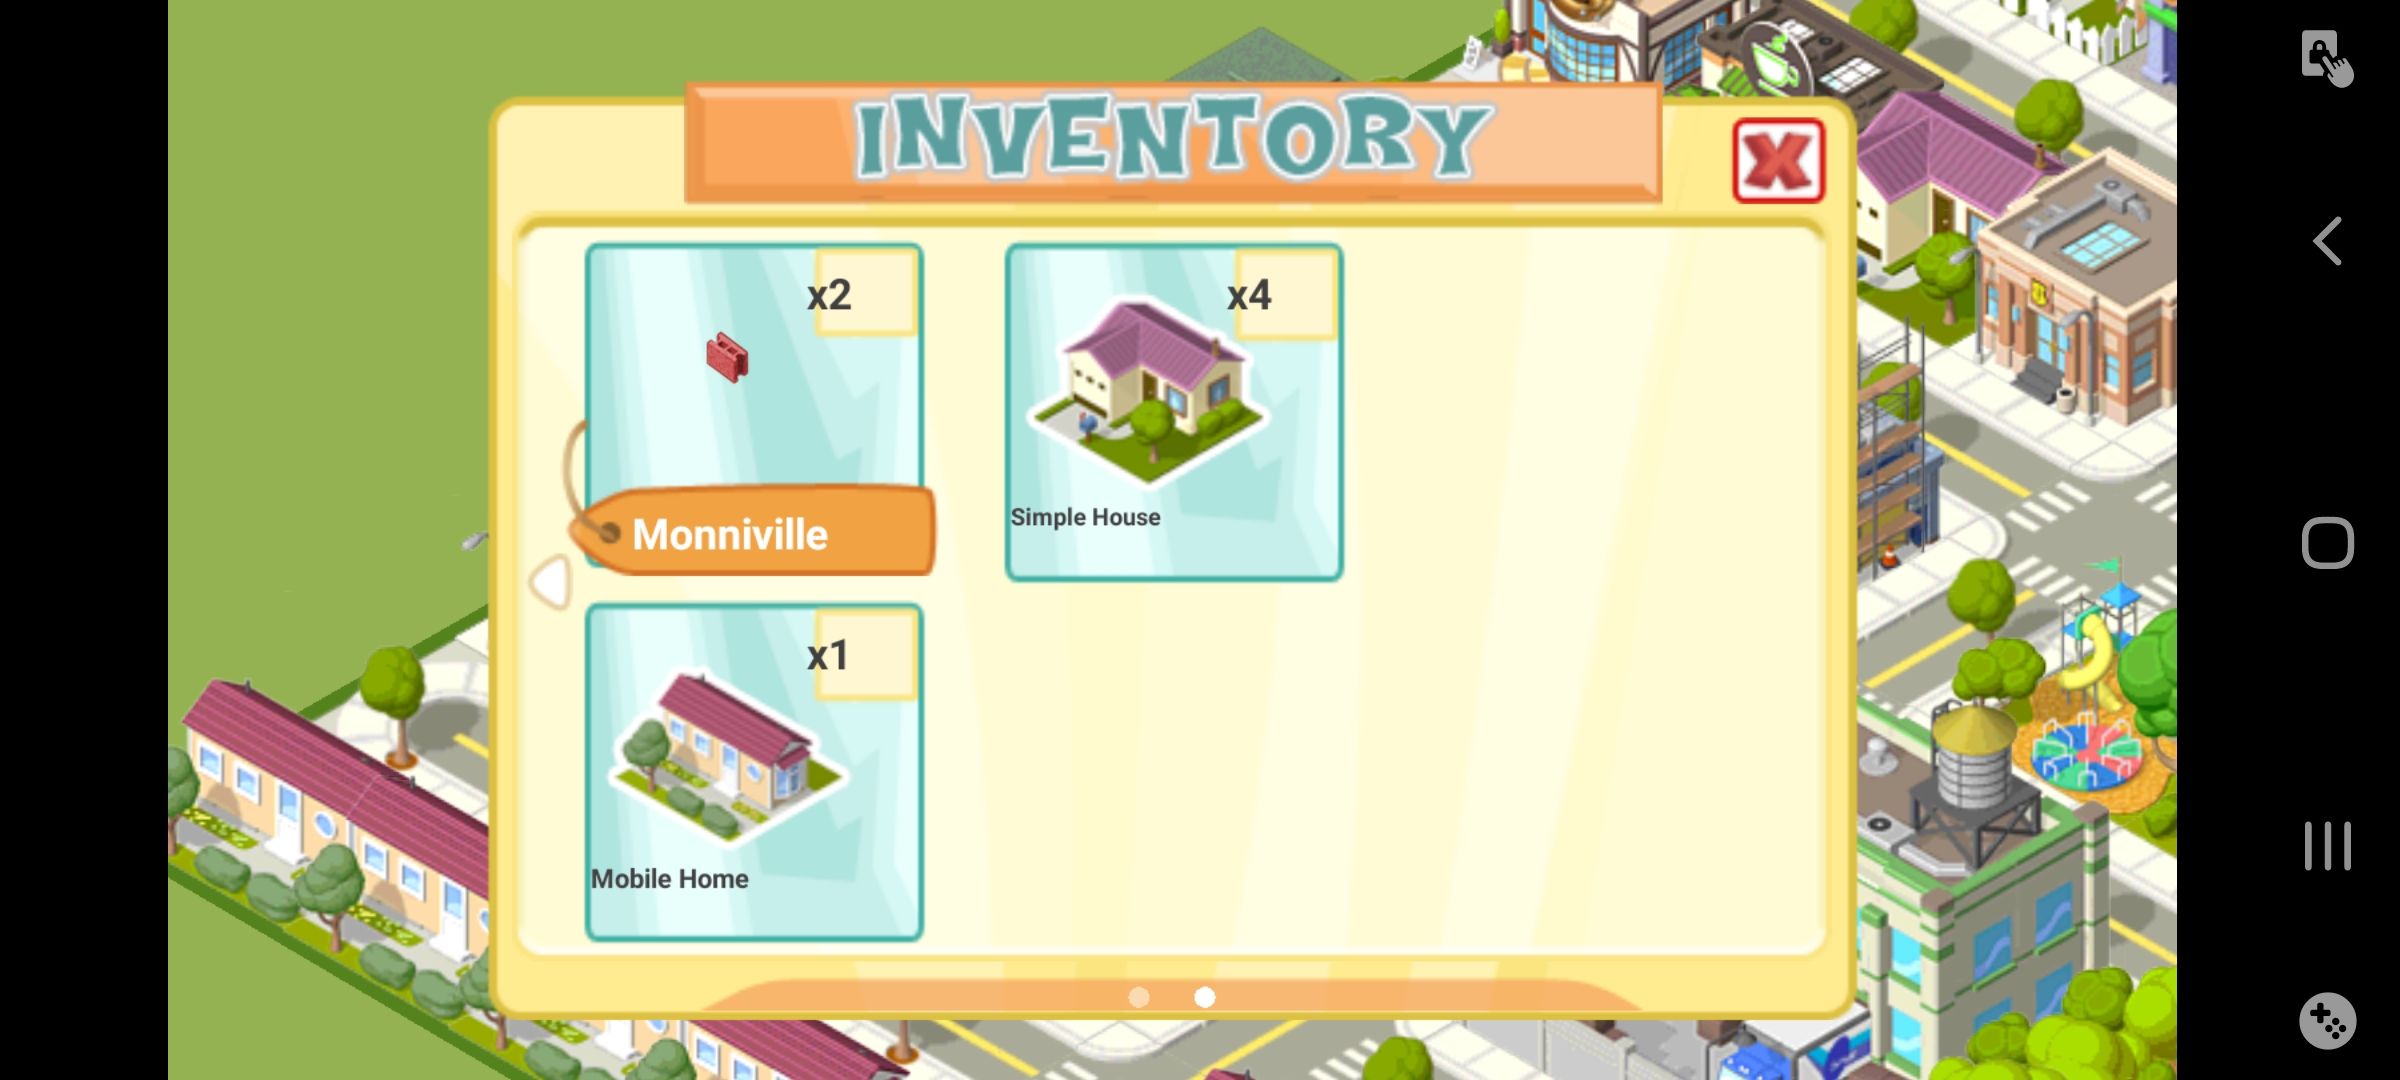 INVENTORY
x2
x4
Monniville
Simple House
x1
Mobile Home